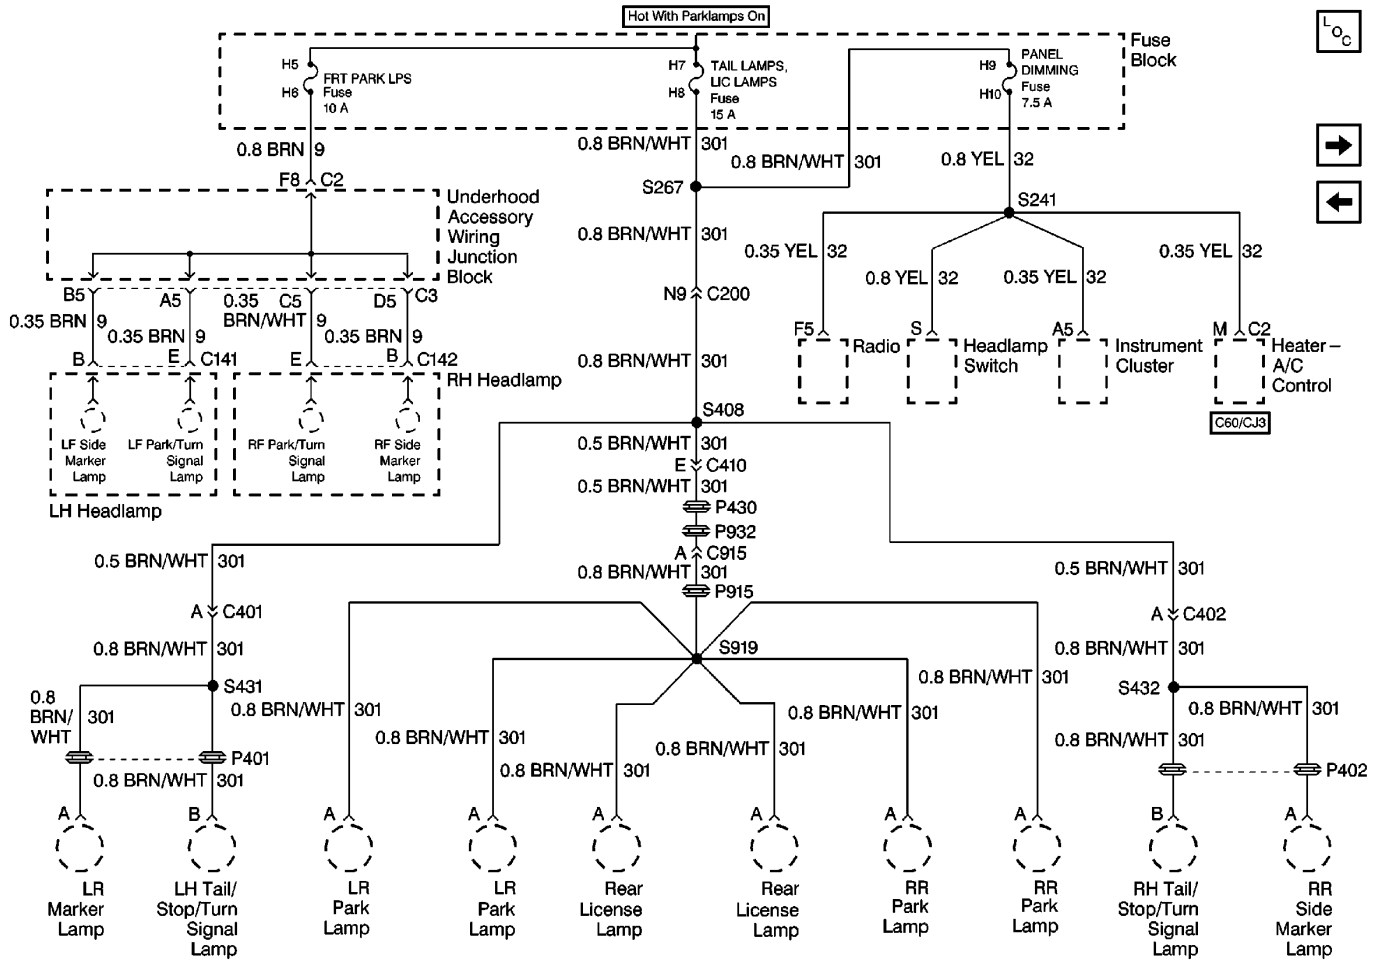 Hot With Parklamps On
L
O
C
Fuse
Block
H5
H6
FRT PARK LPS
Fuse
10 A
H7
H8
TAIL LAMPS,
LIC LAMPS
Fuse
15 A
H9
H10
PANEL
DIMMING
Fuse
7.5 A
0.8 BRN 9
0.8 BRN/WHT 301
0.8 BRN/WHT 301
0.8 YEL 32
F8 C2
S267
S241
Underhood
Accessory
Wiring
Junction
Block
0.8 BRN/WHT 301
0.35 YEL 32
0.8 YEL 32
0.35 YEL 32
0.35 YEL 32
B5
A5
C5
D5
C3
N9 C200
0.35 BRN 9
0.35 BRN 9
0.35
BRN/WHT 9
0.35 BRN 9
F5
S
A5
M C2
Radio
Headlamp
Switch
Instrument
Cluster
Heater –
A/C
Control
C60/CJ3
B
E
C141
E
B
C142
0.8 BRN/WHT 301
RH Headlamp
S408
LF Side
Marker
Lamp
LF Park/Turn
Signal
Lamp
RF Park/Turn
Signal
Lamp
RF Side
Marker
Lamp
LH Headlamp
0.5 BRN/WHT 301
E C410
0.5 BRN/WHT 301
P430
P932
A C915
0.8 BRN/WHT 301
P915
0.5 BRN/WHT 301
0.5 BRN/WHT 301
A C401
A C402
0.8 BRN/WHT 301
0.8 BRN/WHT 301
S919
S431
S432
0.8
BRN/
WHT
301
0.8 BRN/WHT 301
0.8 BRN/WHT 301
0.8 BRN/WHT 301
0.8 BRN/WHT 301
0.8 BRN/WHT 301
0.8 BRN/WHT 301
0.8 BRN/WHT 301
0.8 BRN/WHT 301
P401
0.8 BRN/WHT 301
P402
A
B
A
A
A
A
A
A
B
A
LR
Marker
Lamp
LH Tail/
Stop/Turn
Signal
Lamp
LR
Park
Lamp
LR
Park
Lamp
Rear
License
Lamp
Rear
License
Lamp
RR
Park
Lamp
RR
Park
Lamp
RH Tail/
Stop/Turn
Signal
Lamp
RR
Side
Marker
Lamp